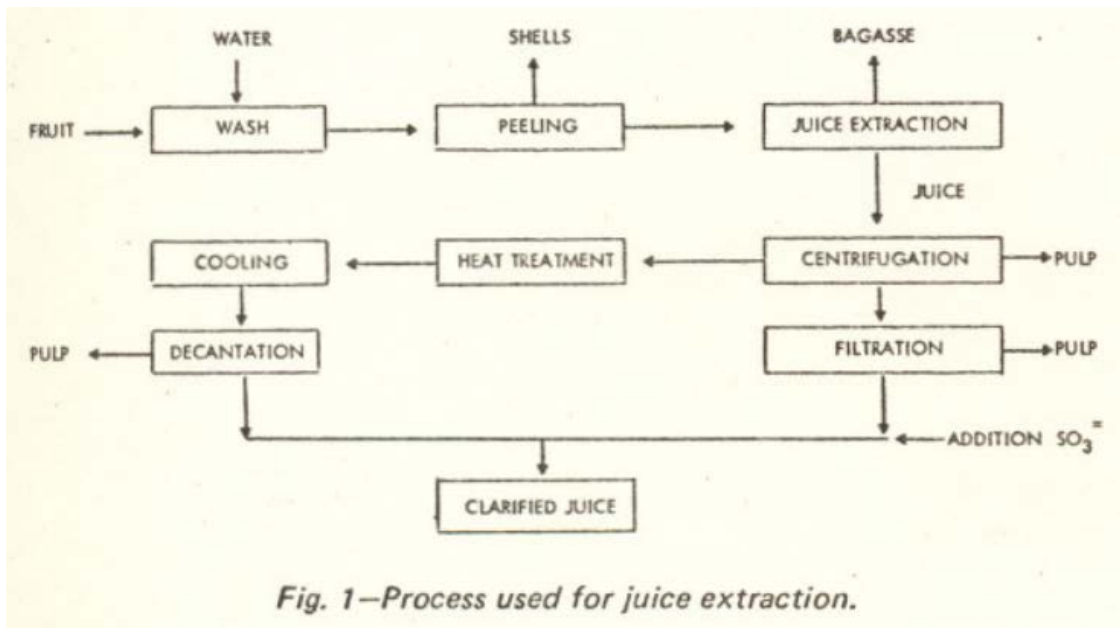 WATER SHELLS BAGASSE
FRUIT WASH PEELING JUICE EXTRACTION
JUICE
COOLING HEAT TREATMENT CENTRIFUGATION PULP
PULP DECANTATION FILTRATION PULP
ADDITION SO₃⁼
CLARIFIED JUICE
Fig. 1—Process used for juice extraction.